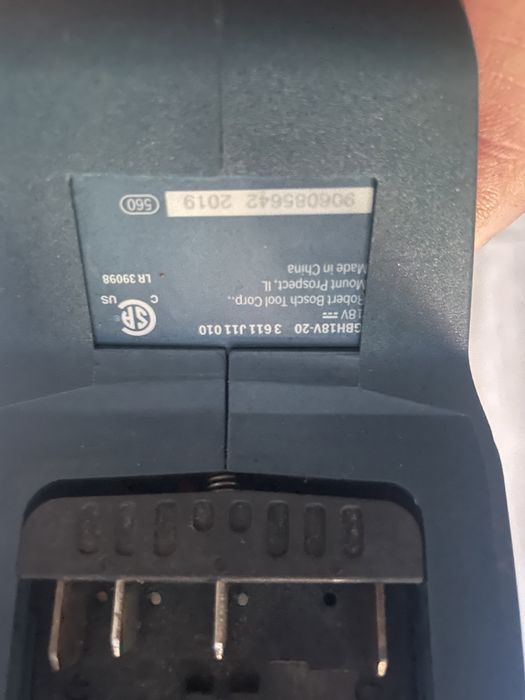 GBH18V-20 3 611 J11 010
18V
Robert Bosch Tool Corp.,
Mount Prospect, IL
Made in China
C US
LR 39098
906085642 2019
560